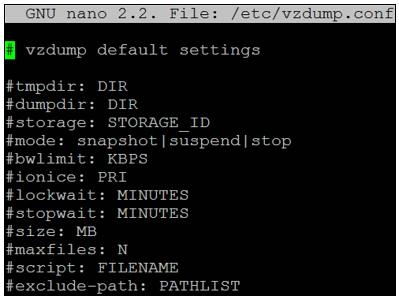 GNU nano 2.2. File: /etc/vzdump.conf
# vzdump default settings
#tmpdir: DIR
#dumpdir: DIR
#storage: STORAGE_ID
#mode: snapshot|suspend|stop
#bwlimit: KBPS
#ionice: PRI
#lockwait: MINUTES
#stopwait: MINUTES
#size: MB
#maxfiles: N
#script: FILENAME
#exclude-path: PATHLIST